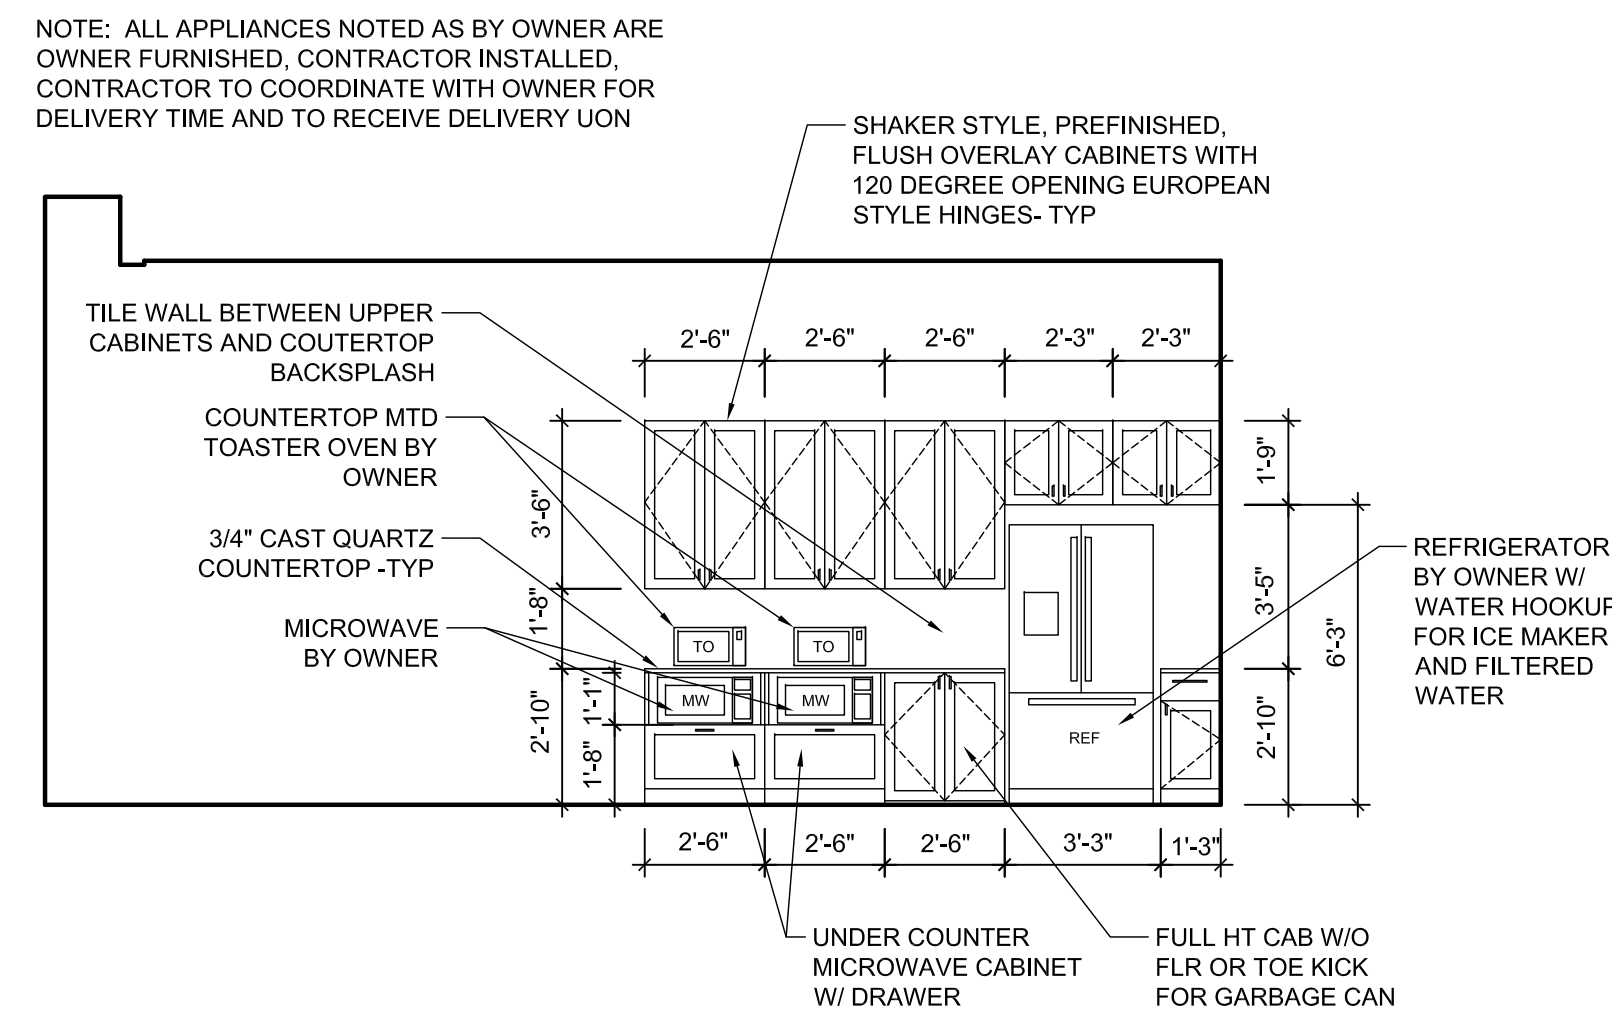 NOTE:  ALL APPLIANCES NOTED AS BY OWNER ARE
OWNER FURNISHED, CONTRACTOR INSTALLED,
CONTRACTOR TO COORDINATE WITH OWNER FOR
DELIVERY TIME AND TO RECEIVE DELIVERY UON
SHAKER STYLE, PREFINISHED,
FLUSH OVERLAY CABINETS WITH
120 DEGREE OPENING EUROPEAN
STYLE HINGES- TYP
TILE WALL BETWEEN UPPER
CABINETS AND COUTERTOP
BACKSPLASH
COUNTERTOP MTD
TOASTER OVEN BY
OWNER
3/4" CAST QUARTZ
COUNTERTOP -TYP
MICROWAVE
BY OWNER
2'-6" 2'-6" 2'-6" 2'-3" 2'-3"
3'-6"
1'-8"
2'-10"
1'-1"
1'-8"
TO TO
MW MW
REF
1'-9"
3'-5"
2'-10"
6'-3"
REFRIGERATOR
BY OWNER W/
WATER HOOKUP
FOR ICE MAKER
AND FILTERED
WATER
2'-6" 2'-6" 2'-6" 3'-3" 1'-3"
UNDER COUNTER
MICROWAVE CABINET
W/ DRAWER
FULL HT CAB W/O
FLR OR TOE KICK
FOR GARBAGE CAN